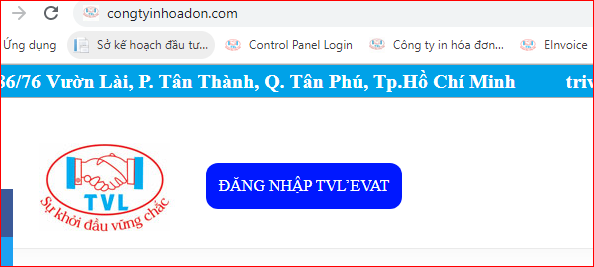 congtyinhoadon.com
Ứng dụng Sở kế hoạch đầu tư... Control Panel Login Công ty in hóa đơn... EInvoice
86/76 Vườn Lài, P. Tân Thành, Q. Tân Phú, Tp.Hồ Chí Minh
TVL
Sự khởi đầu vững chắc
ĐĂNG NHẬP TVL'EVAT